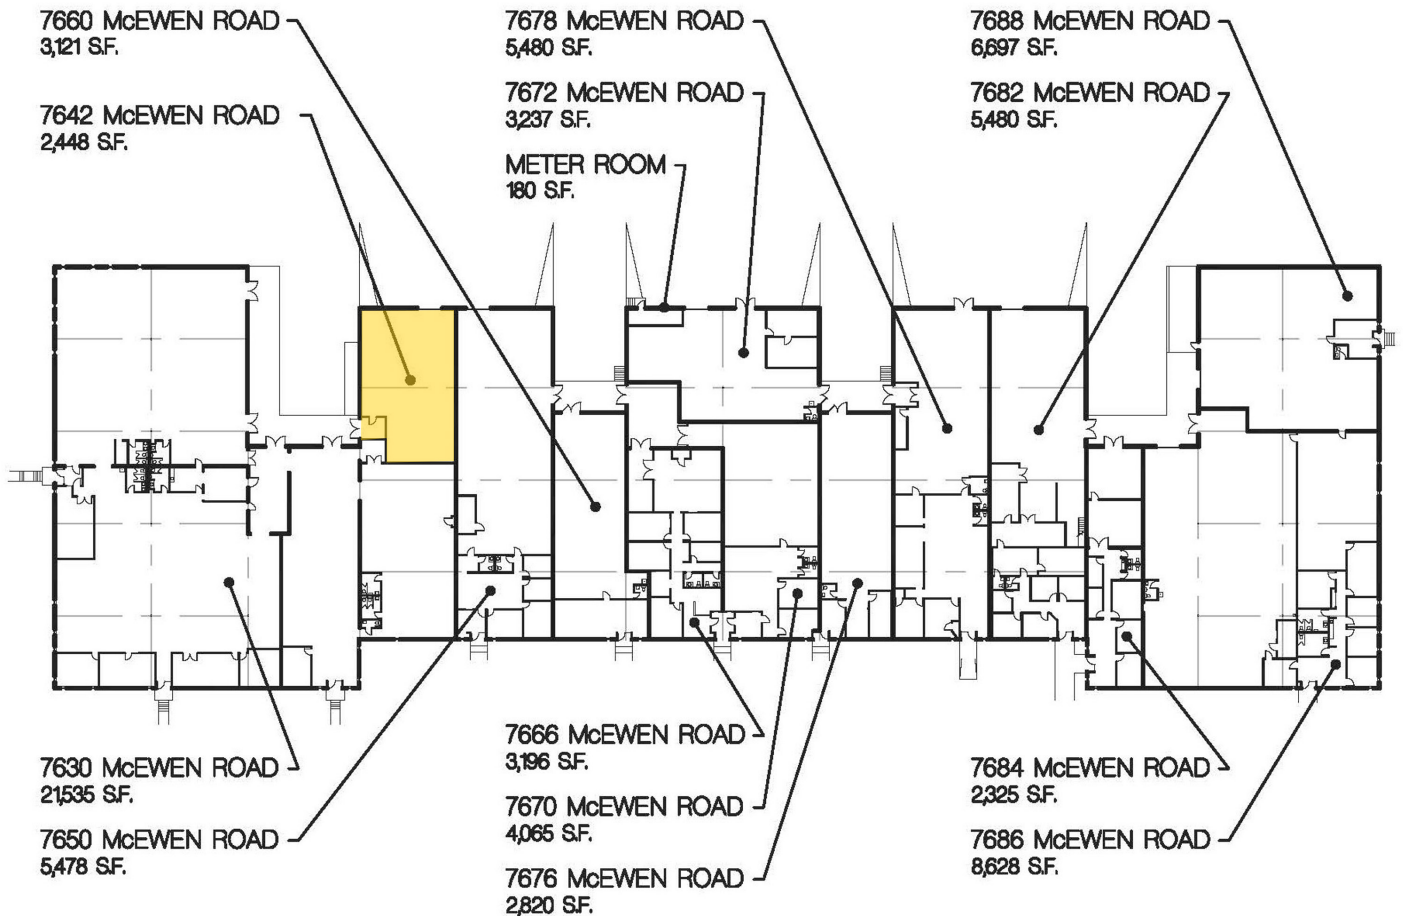 7660 McEWEN ROAD
3,121 S.F.
7642 McEWEN ROAD
2,448 S.F.
7678 McEWEN ROAD
5,480 S.F.
7672 McEWEN ROAD
3,237 S.F.
METER ROOM
180 S.F.
7688 McEWEN ROAD
6,697 S.F.
7682 McEWEN ROAD
5,480 S.F.
7630 McEWEN ROAD
21,535 S.F.
7650 McEWEN ROAD
5,478 S.F.
7666 McEWEN ROAD
3,196 S.F.
7670 McEWEN ROAD
4,065 S.F.
7676 McEWEN ROAD
2,820 S.F.
7684 McEWEN ROAD
2,325 S.F.
7686 McEWEN ROAD
8,628 S.F.